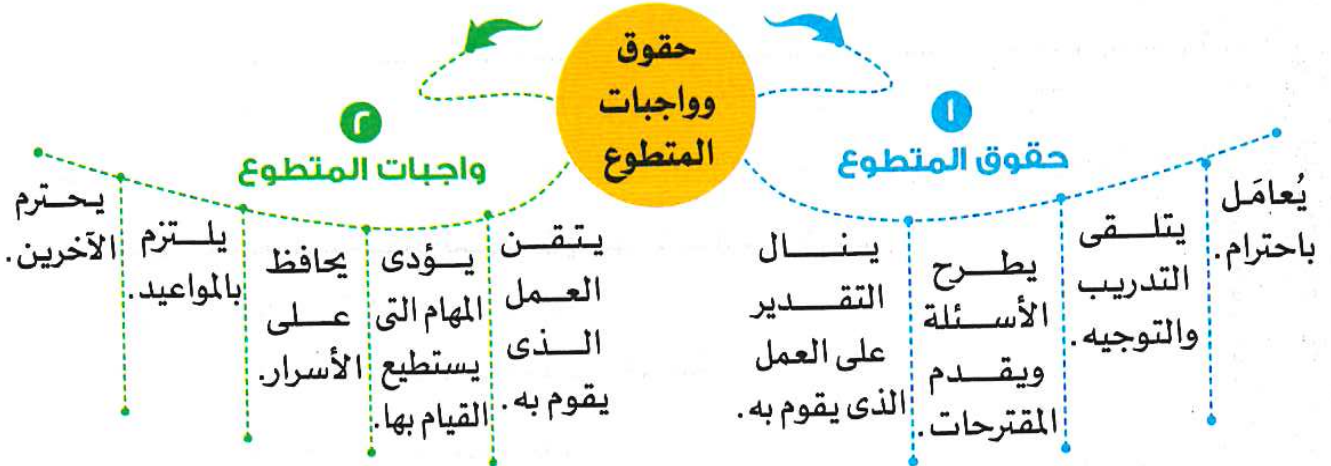 حقوق
وواجبات
المتطوع
١
حقوق المتطوع
يُعامَل
باحترام.
يتلقى
التدريب
والتوجيه.
يطرح
الأسئلة
ويقدم
المقترحات.
ينال
التقدير
على العمل
الذى يقوم به.
٢
واجبات المتطوع
يتقن
العمل
الذى
يقوم به.
يؤدى
المهام التى
يستطيع
القيام بها.
يحافظ
على
الأسرار.
يلتزم
بالمواعيد.
يحترم
الآخرين.